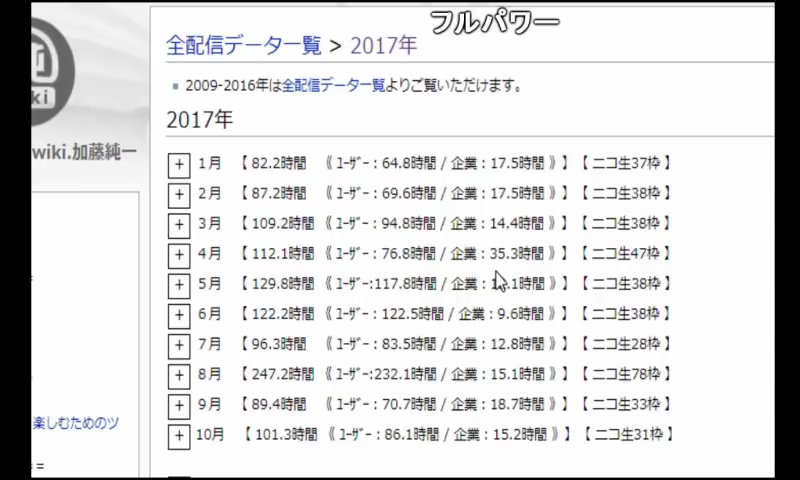 フルパワー
全配信データ一覧 > 2017年
2009-2016年は全配信データ一覧よりご覧いただけます。
2017年
ki
wiki.加藤純一
+ 1月 【 82.2時間 《 ﾕｰｻﾞｰ : 64.8時間 / 企業 : 17.5時間 》】【 ニコ生37枠 】
+ 2月 【 87.2時間 《 ﾕｰｻﾞｰ : 69.6時間 / 企業 : 17.5時間 》】【 ニコ生38枠 】
+ 3月 【 109.2時間 《 ﾕｰｻﾞｰ : 94.8時間 / 企業 : 14.4時間 》】【 ニコ生38枠 】
+ 4月 【 112.1時間 《 ﾕｰｻﾞｰ : 76.8時間 / 企業 : 35.3時間 》】【 ニコ生47枠 】
+ 5月 【 129.8時間 《 ﾕｰｻﾞｰ:117.8時間 / 企業 : .1時間 》】【 ニコ生38枠 】
+ 6月 【 122.2時間 《 ﾕｰｻﾞｰ : 122.5時間 / 企業 : 9.6時間 》】【 ニコ生38枠 】
+ 7月 【 96.3時間 《 ﾕｰｻﾞｰ : 83.5時間 / 企業 : 12.8時間 》】【 ニコ生28枠 】
+ 8月 【 247.2時間 《 ﾕｰｻﾞｰ:232.1時間 / 企業 : 15.1時間 》】【 ニコ生78枠 】
+ 9月 【 89.4時間 《 ﾕｰｻﾞｰ : 70.7時間 / 企業 : 18.7時間 》】【 ニコ生33枠 】
+ 10月 【 101.3時間 《 ﾕｰｻﾞｰ : 86.1時間 / 企業 : 15.2時間 》】【 ニコ生31枠 】
楽しむためのツ
=